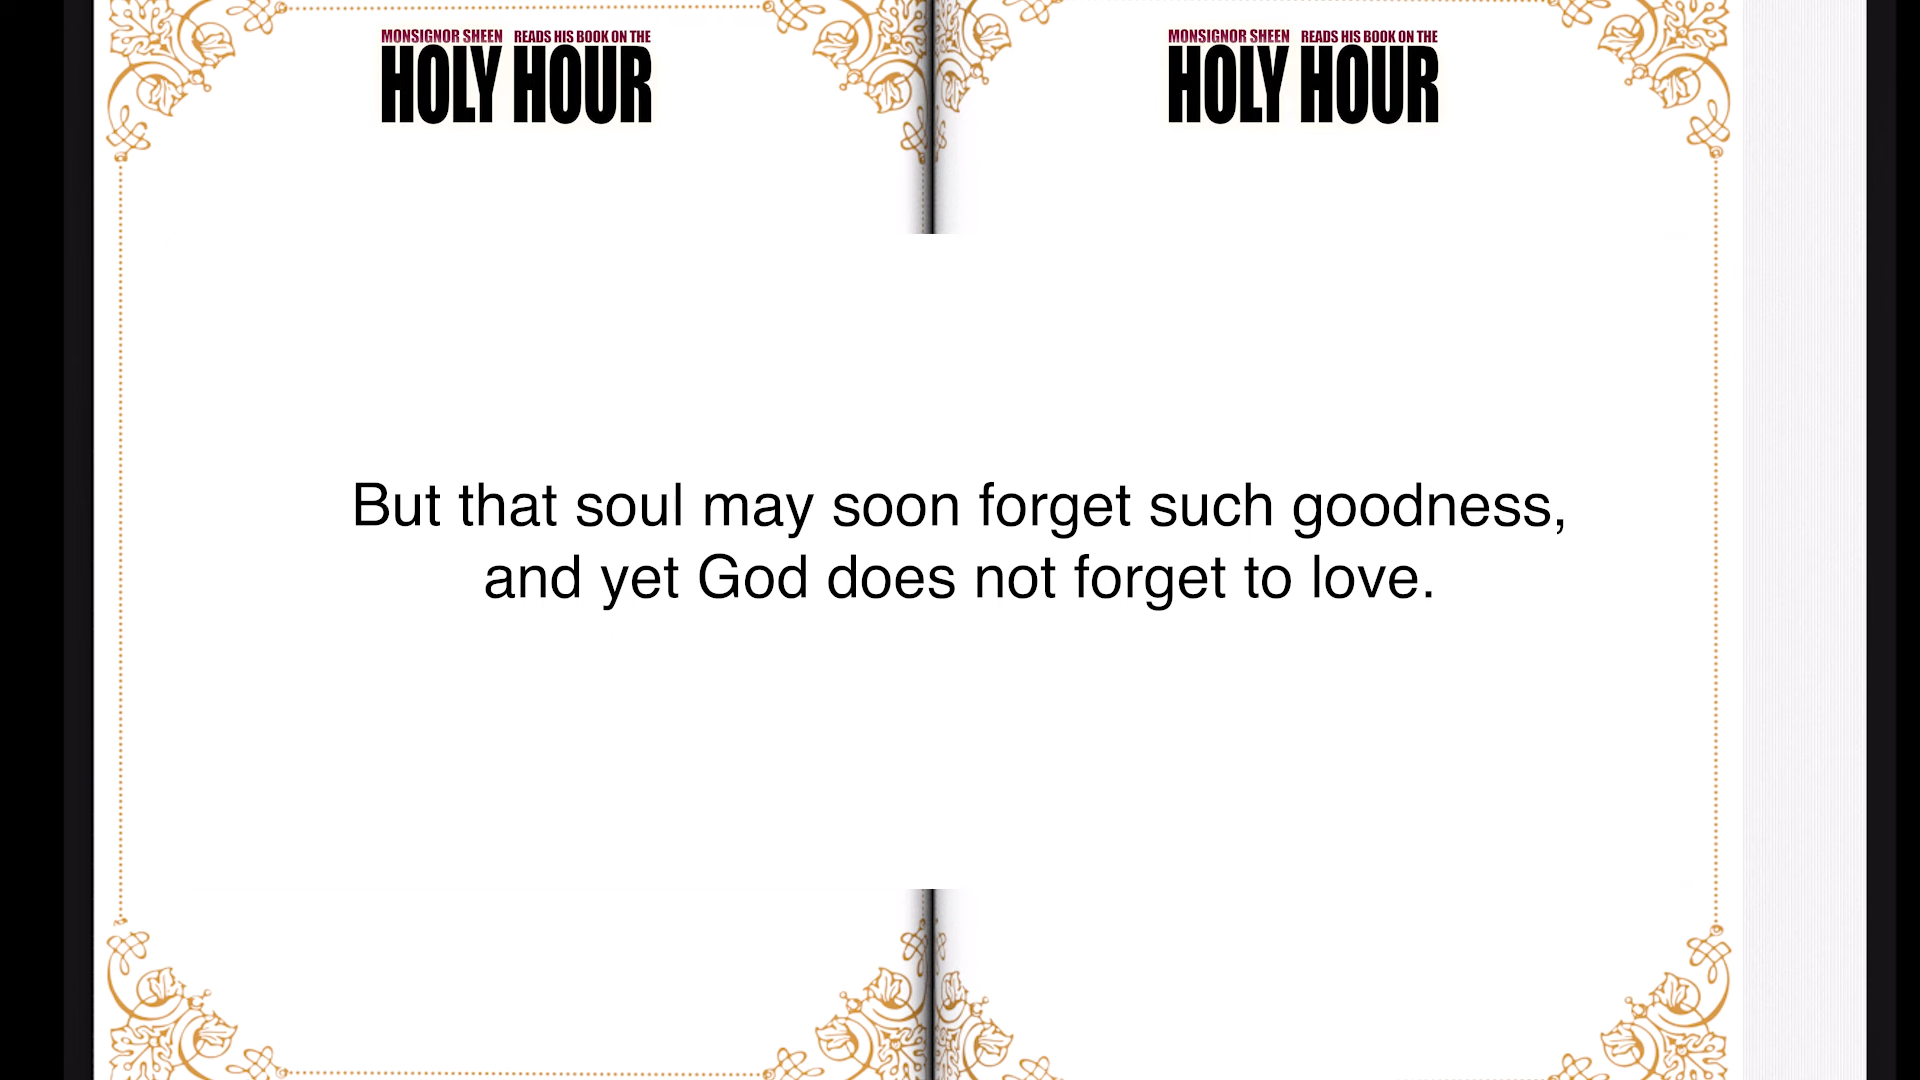 MONSIGNOR SHEEN READS HIS BOOK ON THE
HOLY HOUR
MONSIGNOR SHEEN READS HIS BOOK ON THE
HOLY HOUR
But that soul may soon forget such goodness,
and yet God does not forget to love.